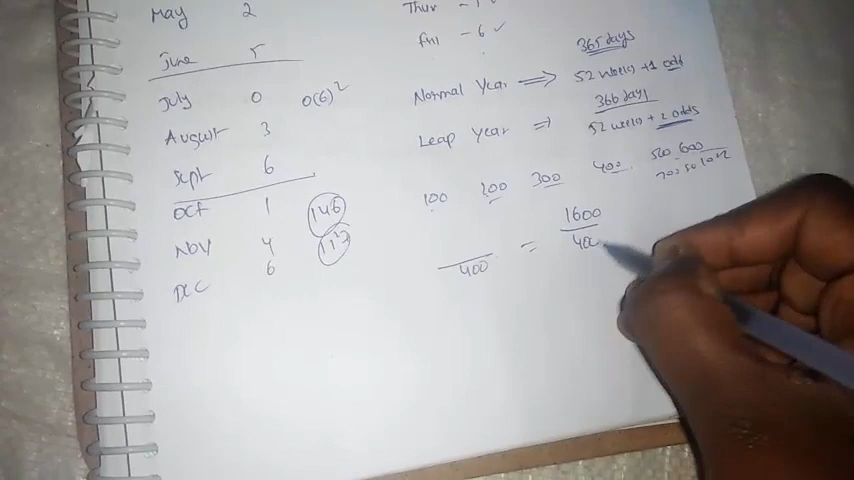 May 2
June 5
July 0 0(6)²
August 3
Sept 6
Oct 1
146
Nov 4
DEC 6
Thur -
fri - 6 ✓
365 days
Normal Year ⟹ 52 weeks + 1 odd
366 days
Leap Year ⇒ 52 weeks + 2 odds
100 200 300 400 500 600
400 = 1600
400